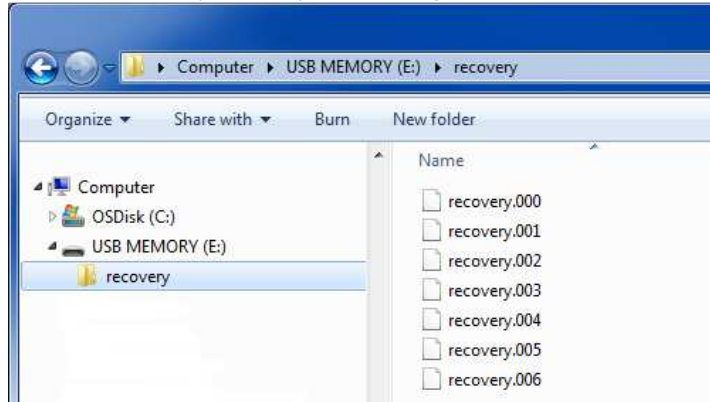 Computer USB MEMORY (E:) recovery
Organize Share with Burn New folder
Name
Computer
OSDisk (C:)
USB MEMORY (E:)
recovery
recovery.000
recovery.001
recovery.002
recovery.003
recovery.004
recovery.005
recovery.006